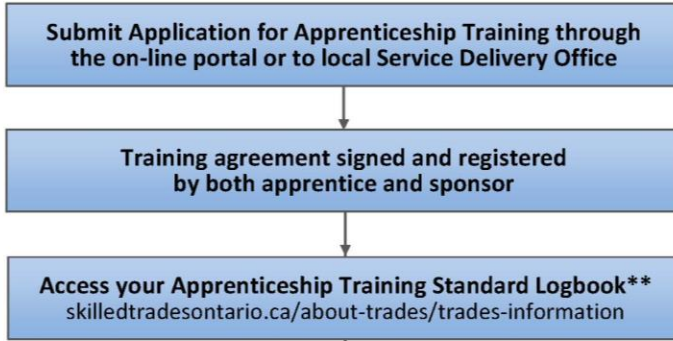 Submit Application for Apprenticeship Training through
the on-line portal or to local Service Delivery Office
Training agreement signed and registered
by both apprentice and sponsor
Access your Apprenticeship Training Standard Logbook**
skilledtradesontario.ca/about-trades/trades-information